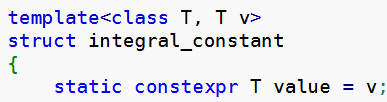 template<class T, T v>
struct integral_constant
{
    static constexpr T value = v;